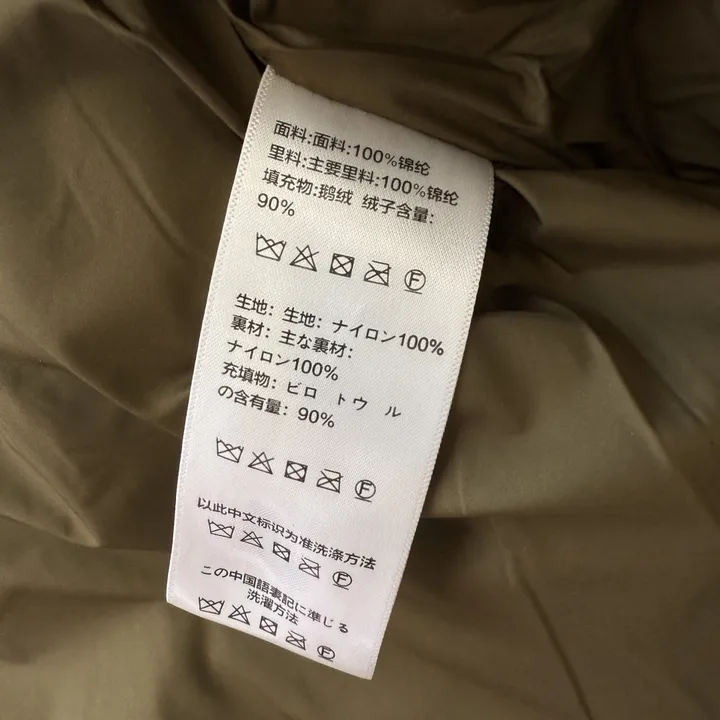 面料:面料:100%锦纶
里料:主要里料:100%锦纶
填充物:鹅绒 绒子含量:
90%
生地: 生地: ナイロン100%
裏材: 主な裏材:
ナイロン100%
充填物: ビロ トウル
の含有量: 90%
以此中文标识为准洗涤方法
この中国語表記に準じる
洗濯方法